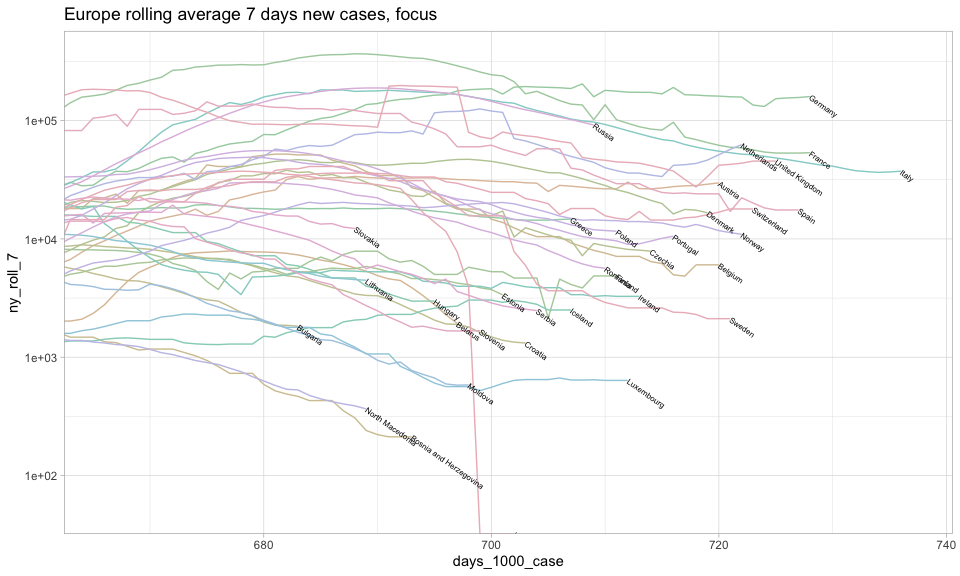 Europe rolling average 7 days new cases, focus
ny_roll_7
1e+05
1e+04
1e+03
1e+02
Germany
Russia
Netherlands
United Kingdom
France
Italy
Austria
Switzerland
Spain
Denmark
Norway
Greece
Poland
Portugal
Czechia
Belgium
Slovakia
Lithuania
Finland
Ireland
Iceland
Estonia
Serbia
Sweden
Hungary
Belarus
Slovenia
Croatia
Bulgaria
Moldova
Luxembourg
North Macedonia
Bosnia and Herzegovina
680
700
720
740
days_1000_case